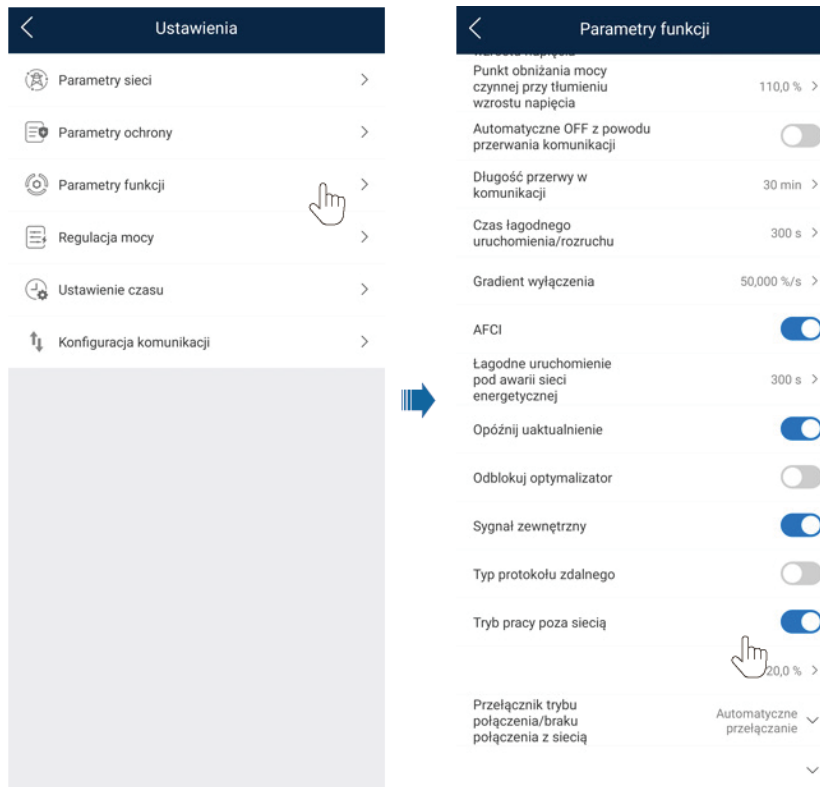 Ustawienia
Parametry sieci
Parametry ochrony
Parametry funkcji
Regulacja mocy
Ustawienie czasu
Konfiguracja komunikacji
Parametry funkcji
wzrostu napięcia
Punkt obniżania mocy
czynnej przy tłumieniu
wzrostu napięcia
110,0 %
Automatyczne OFF z powodu
przerwania komunikacji
Długość przerwy w
komunikacji
30 min
Czas łagodnego
uruchomienia/rozruchu
300 s
Gradient wyłączenia
50,000 %/s
AFCI
Łagodne uruchomienie
pod awarii sieci
energetycznej
300 s
Opóźnij uaktualnienie
Odblokuj optymalizator
Sygnał zewnętrzny
Typ protokołu zdalnego
Tryb pracy poza siecią
20,0 %
Przełącznik trybu
połączenia/braku
połączenia z siecią
Automatyczne
przełączanie